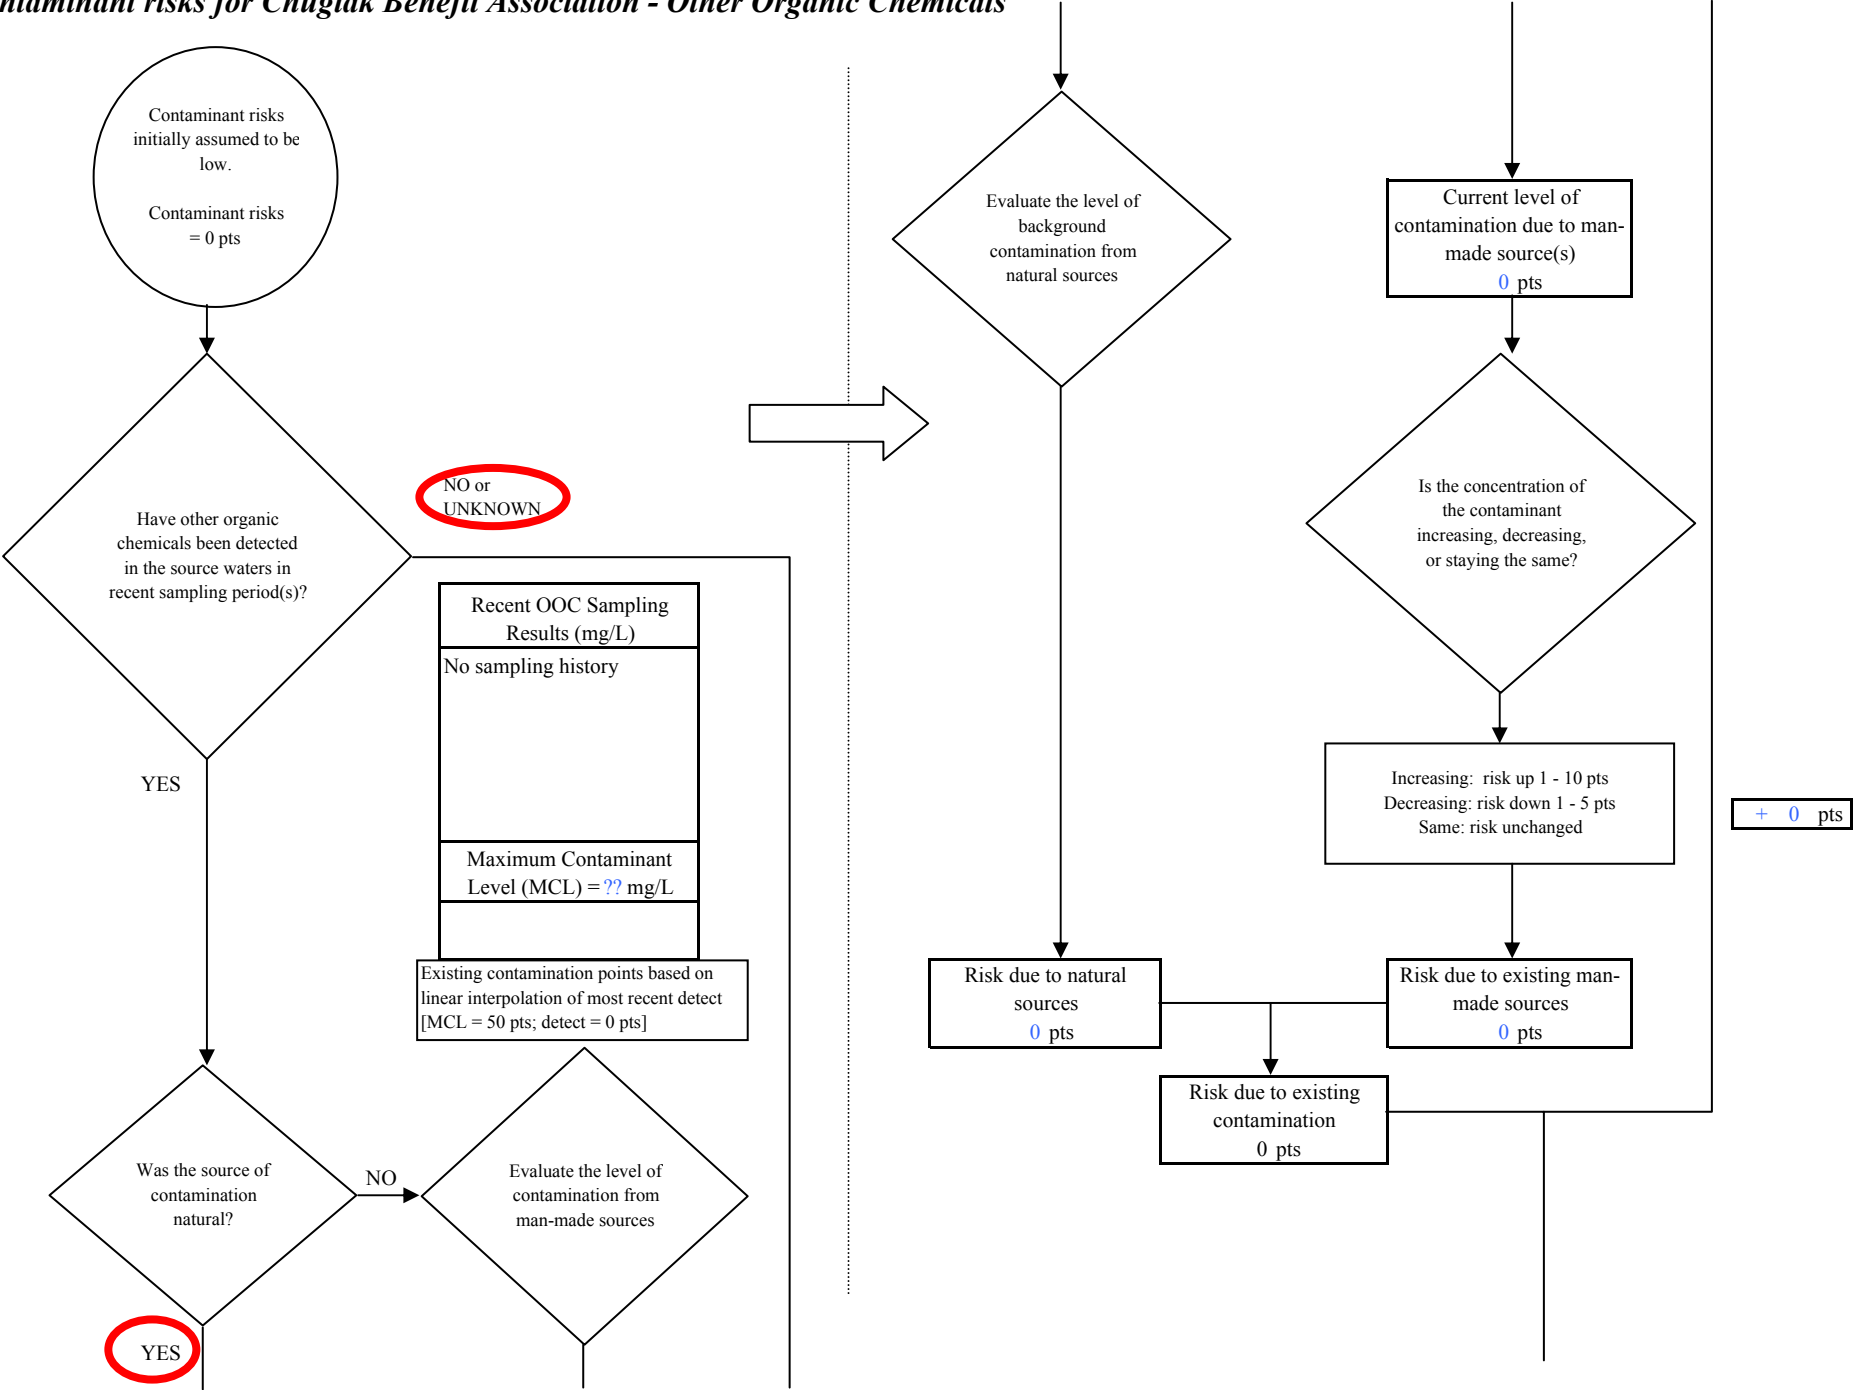 ntaminant risks for Chugiak Benefit Association - Other Organic Chemicals
Contaminant risks
initially assumed to be
low.
Contaminant risks
= 0 pts
Have other organic
chemicals been detected
in the source waters in
recent sampling period(s)?
NO or
UNKNOWN
YES
Recent OOC Sampling
Results (mg/L)
No sampling history
Maximum Contaminant
Level (MCL) = ?? mg/L
Existing contamination points based on
linear interpolation of most recent detect
[MCL = 50 pts; detect = 0 pts]
Was the source of
contamination
natural?
NO
Evaluate the level of
contamination from
man-made sources
YES
Evaluate the level of
background
contamination from
natural sources
Current level of
contamination due to man-
made source(s)
0 pts
Is the concentration of
the contaminant
increasing, decreasing,
or staying the same?
Increasing: risk up 1 - 10 pts
Decreasing: risk down 1 - 5 pts
Same: risk unchanged
+ 0 pts
Risk due to natural
sources
0 pts
Risk due to existing man-
made sources
0 pts
Risk due to existing
contamination
0 pts